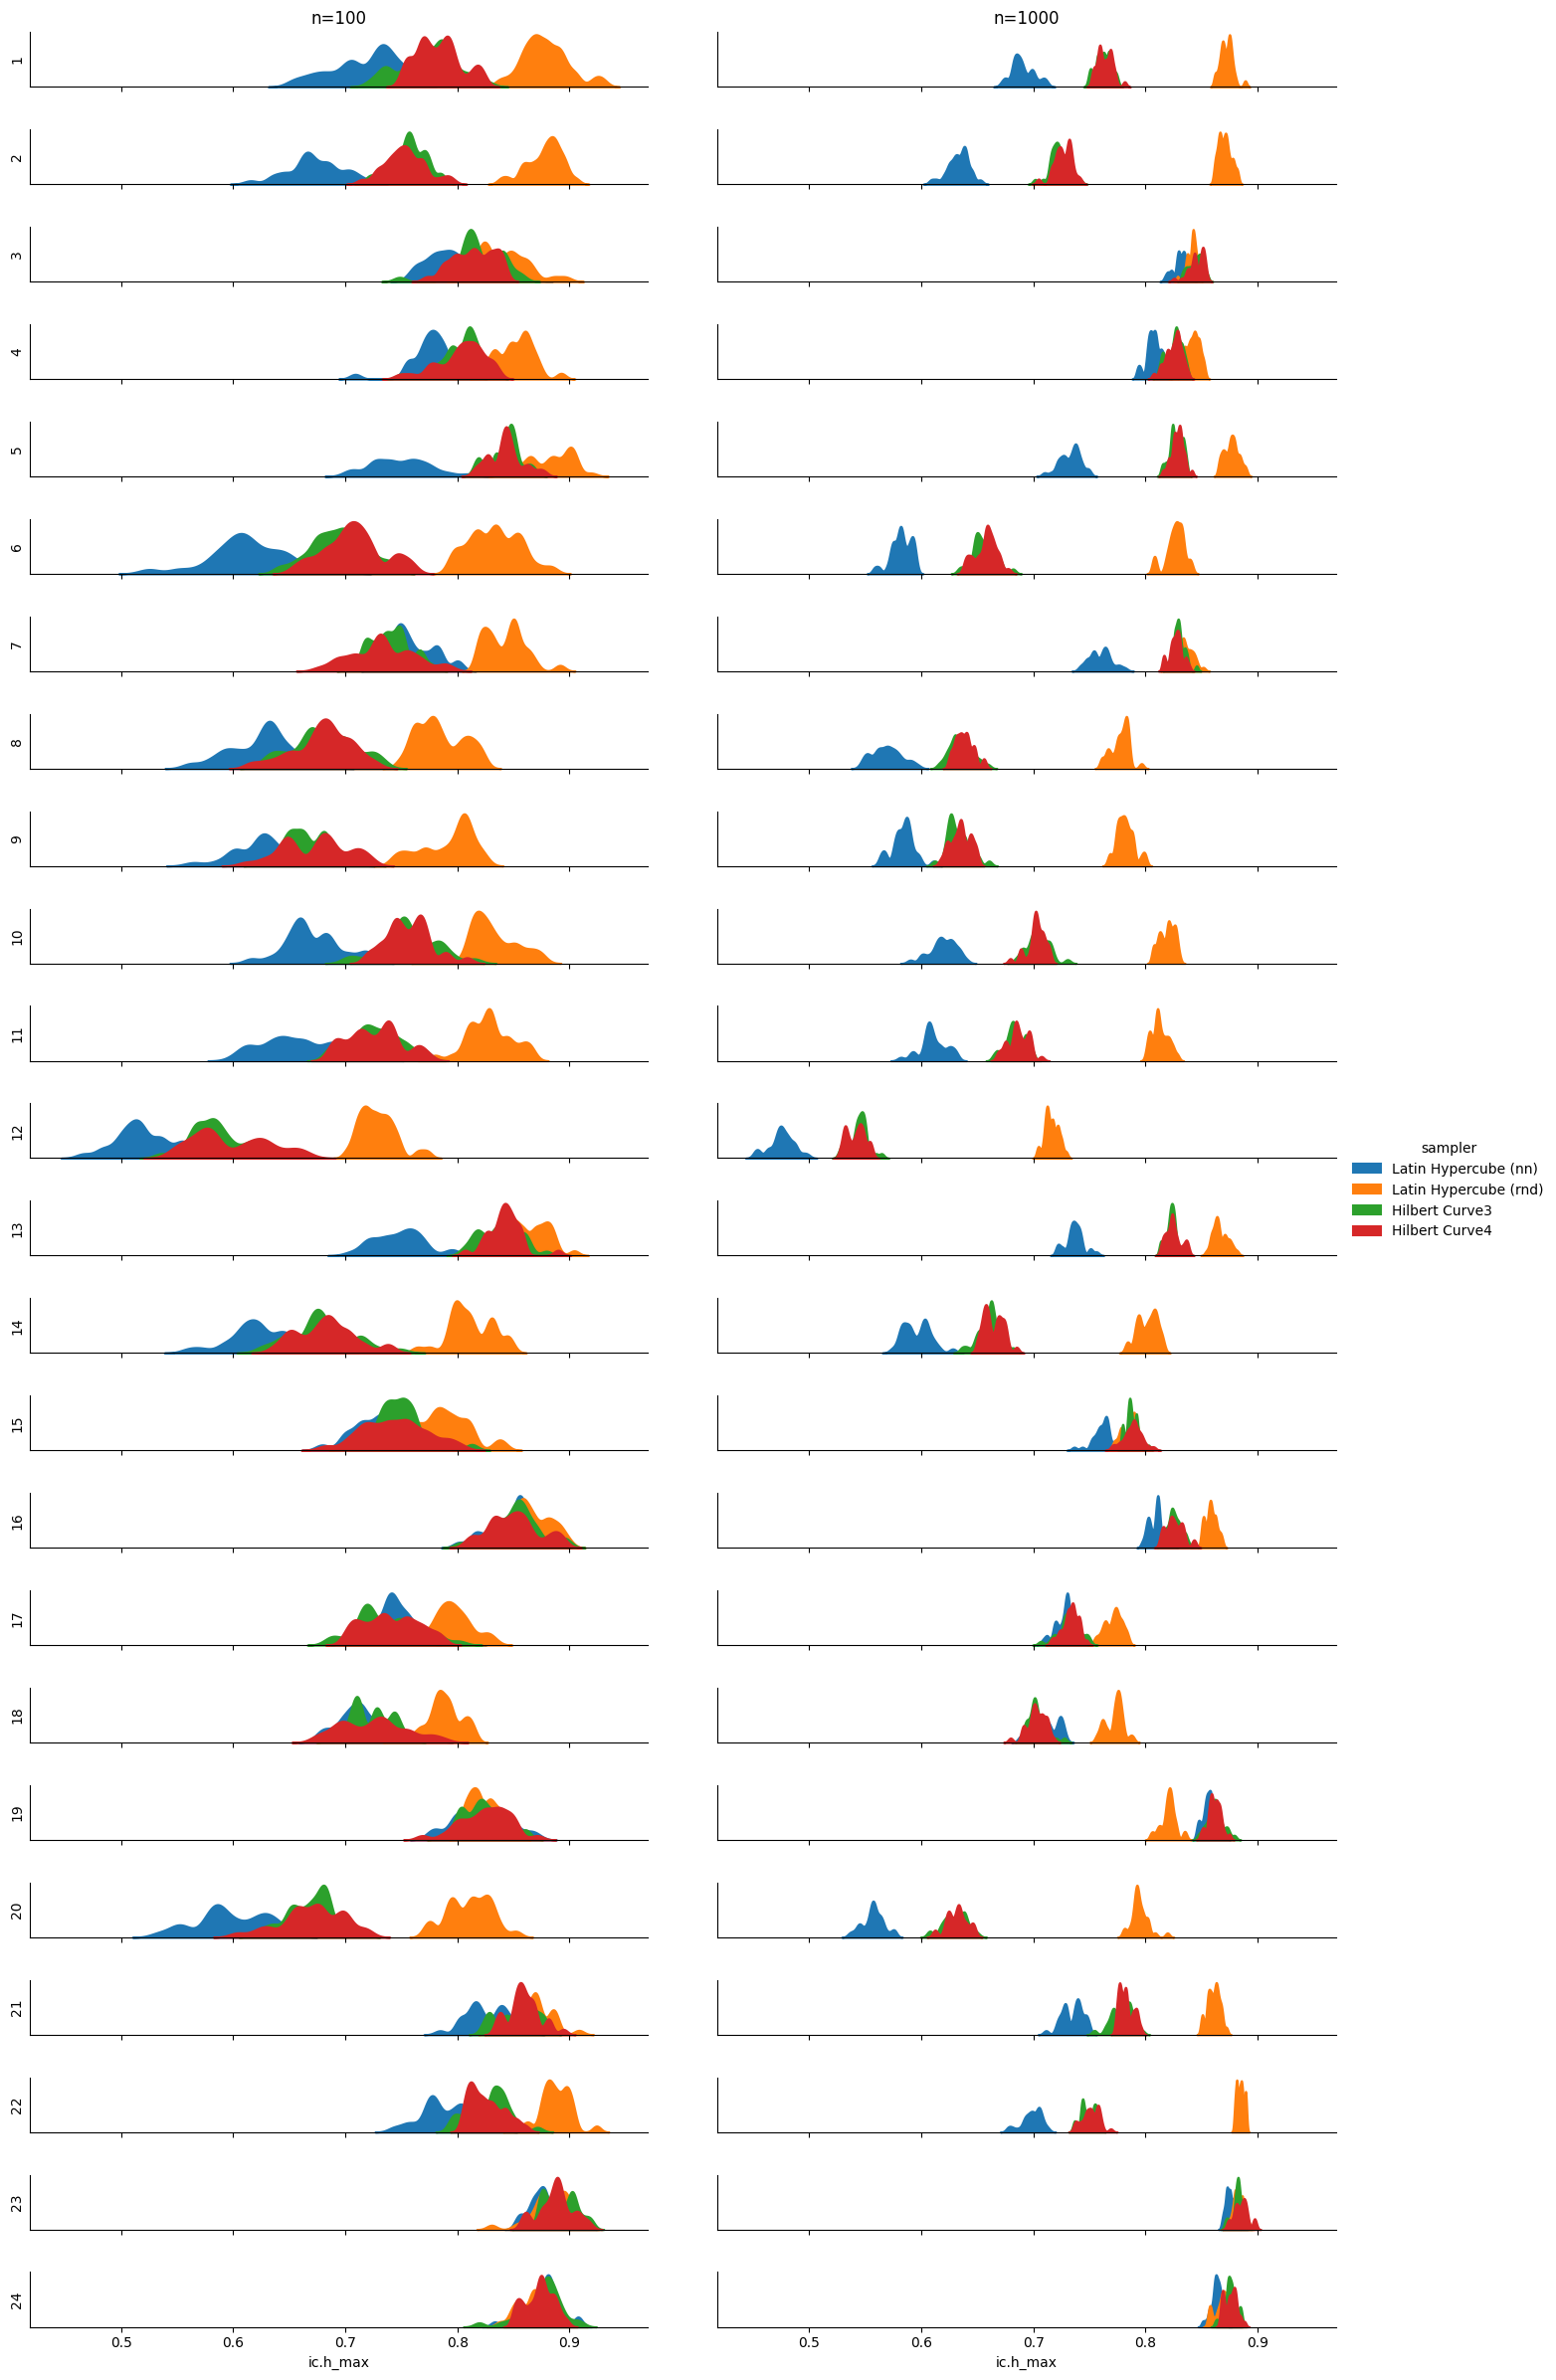 n=100
n=1000
1
2
3
4
5
6
7
8
9
10
11
12
13
14
15
16
17
18
19
20
21
22
23
24
sampler
Latin Hypercube (nn)
Latin Hypercube (rnd)
Hilbert Curve3
Hilbert Curve4
0.5 0.6 0.7 0.8 0.9
ic.h_max
0.5 0.6 0.7 0.8 0.9
ic.h_max